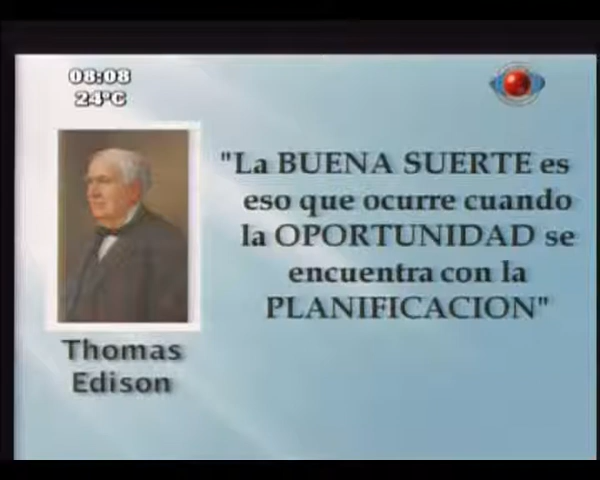 08:08
24°C
"La BUENA SUERTE es
eso que ocurre cuando
la OPORTUNIDAD se
encuentra con la
PLANIFICACION"
Thomas
Edison